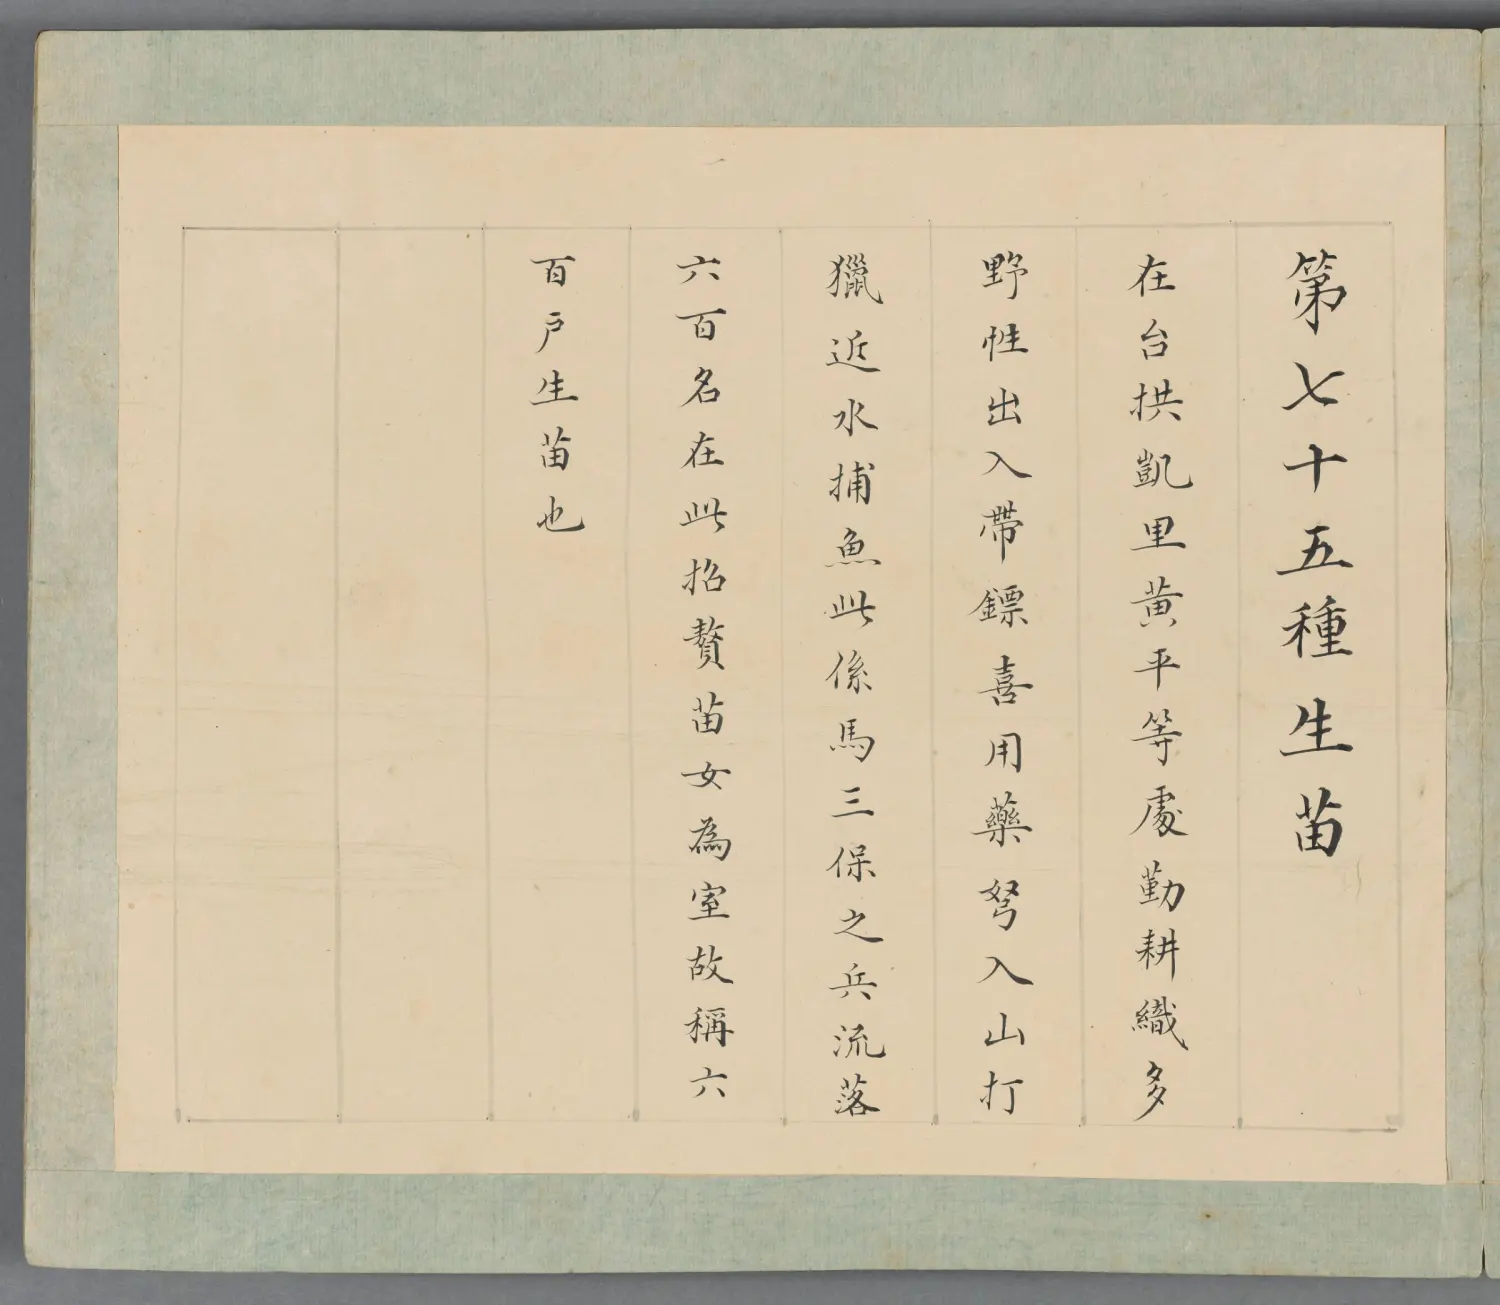 第七十五種生苗
在台拱凱里黃平等處勤耕織多
野性出入帶鏢喜用藥弩入山打
獵近水捕魚此係馬三保之兵流落
六百名在此招贅苗女為室故稱六
百戶生苗也